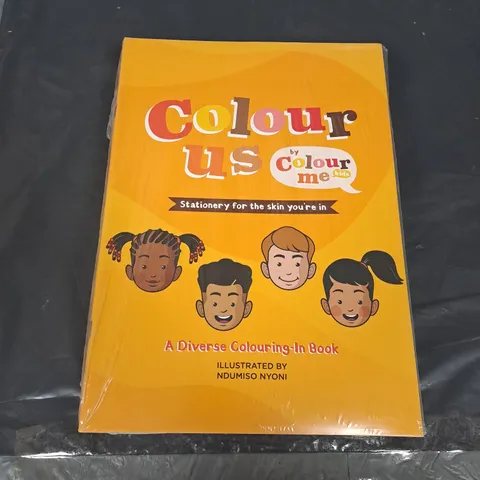 Colour
us
by
Colour
me kids
Stationery for the skin you're in
A Diverse Colouring-In Book
ILLUSTRATED BY
NDUMISO NYONI